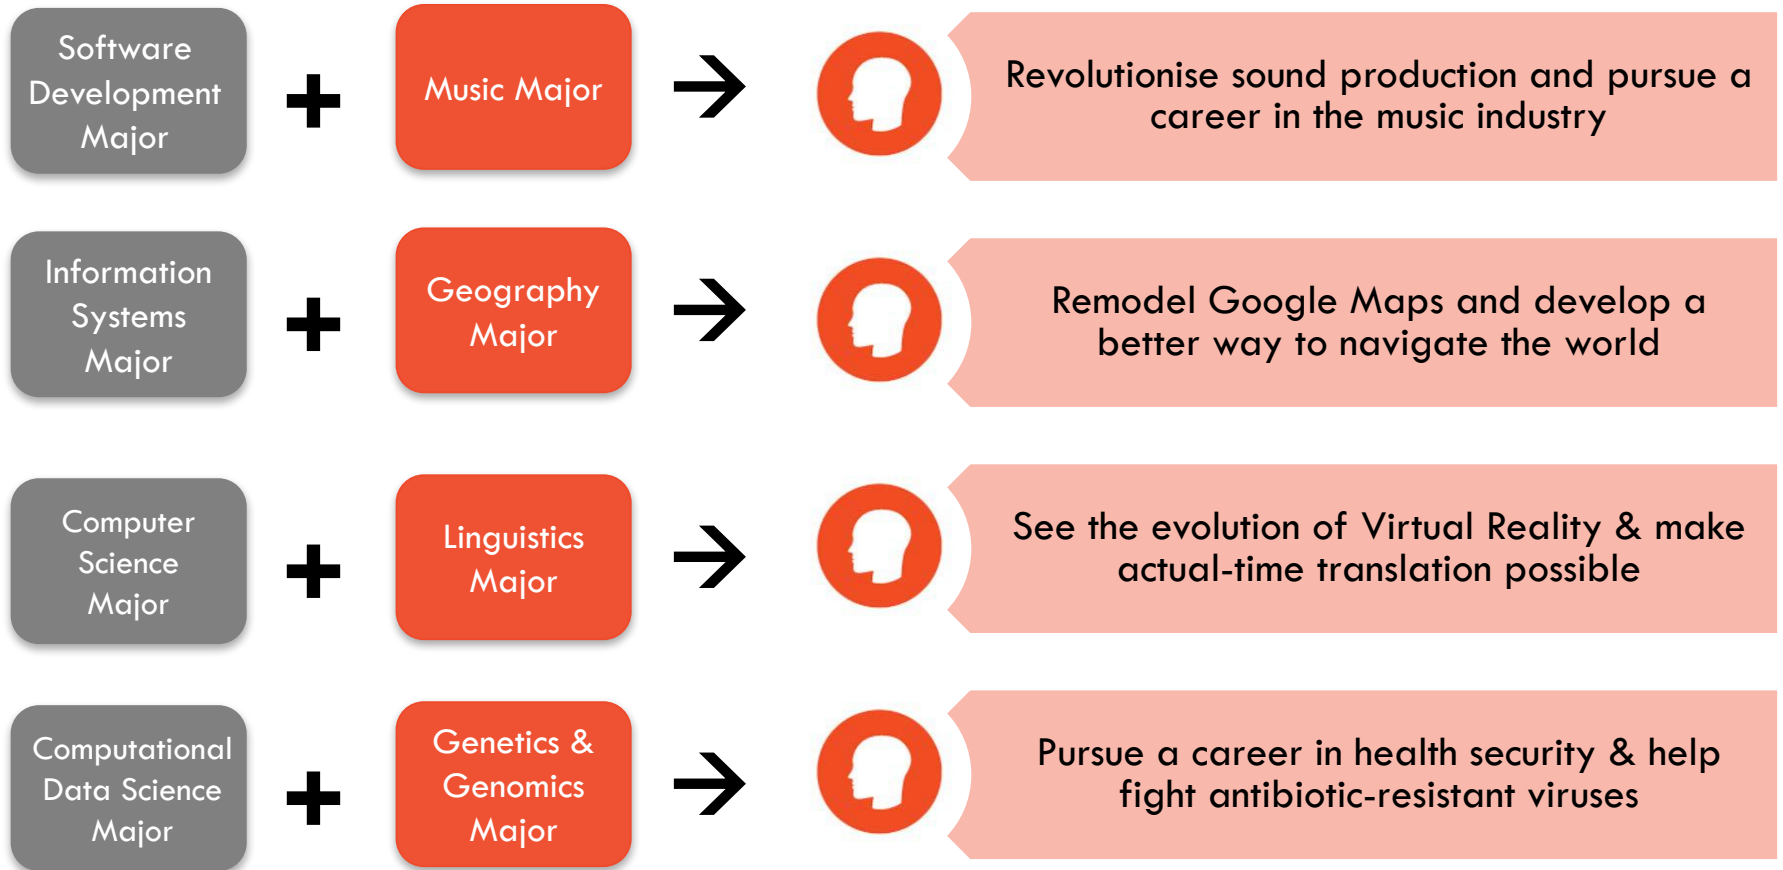 Software
Development
Major
+
Music Major
→
Revolutionise sound production and pursue a
career in the music industry
Information
Systems
Major
+
Geography
Major
→
Remodel Google Maps and develop a
better way to navigate the world
Computer
Science
Major
+
Linguistics
Major
→
See the evolution of Virtual Reality & make
actual-time translation possible
Computational
Data Science
Major
+
Genetics &
Genomics
Major
→
Pursue a career in health security & help
fight antibiotic-resistant viruses